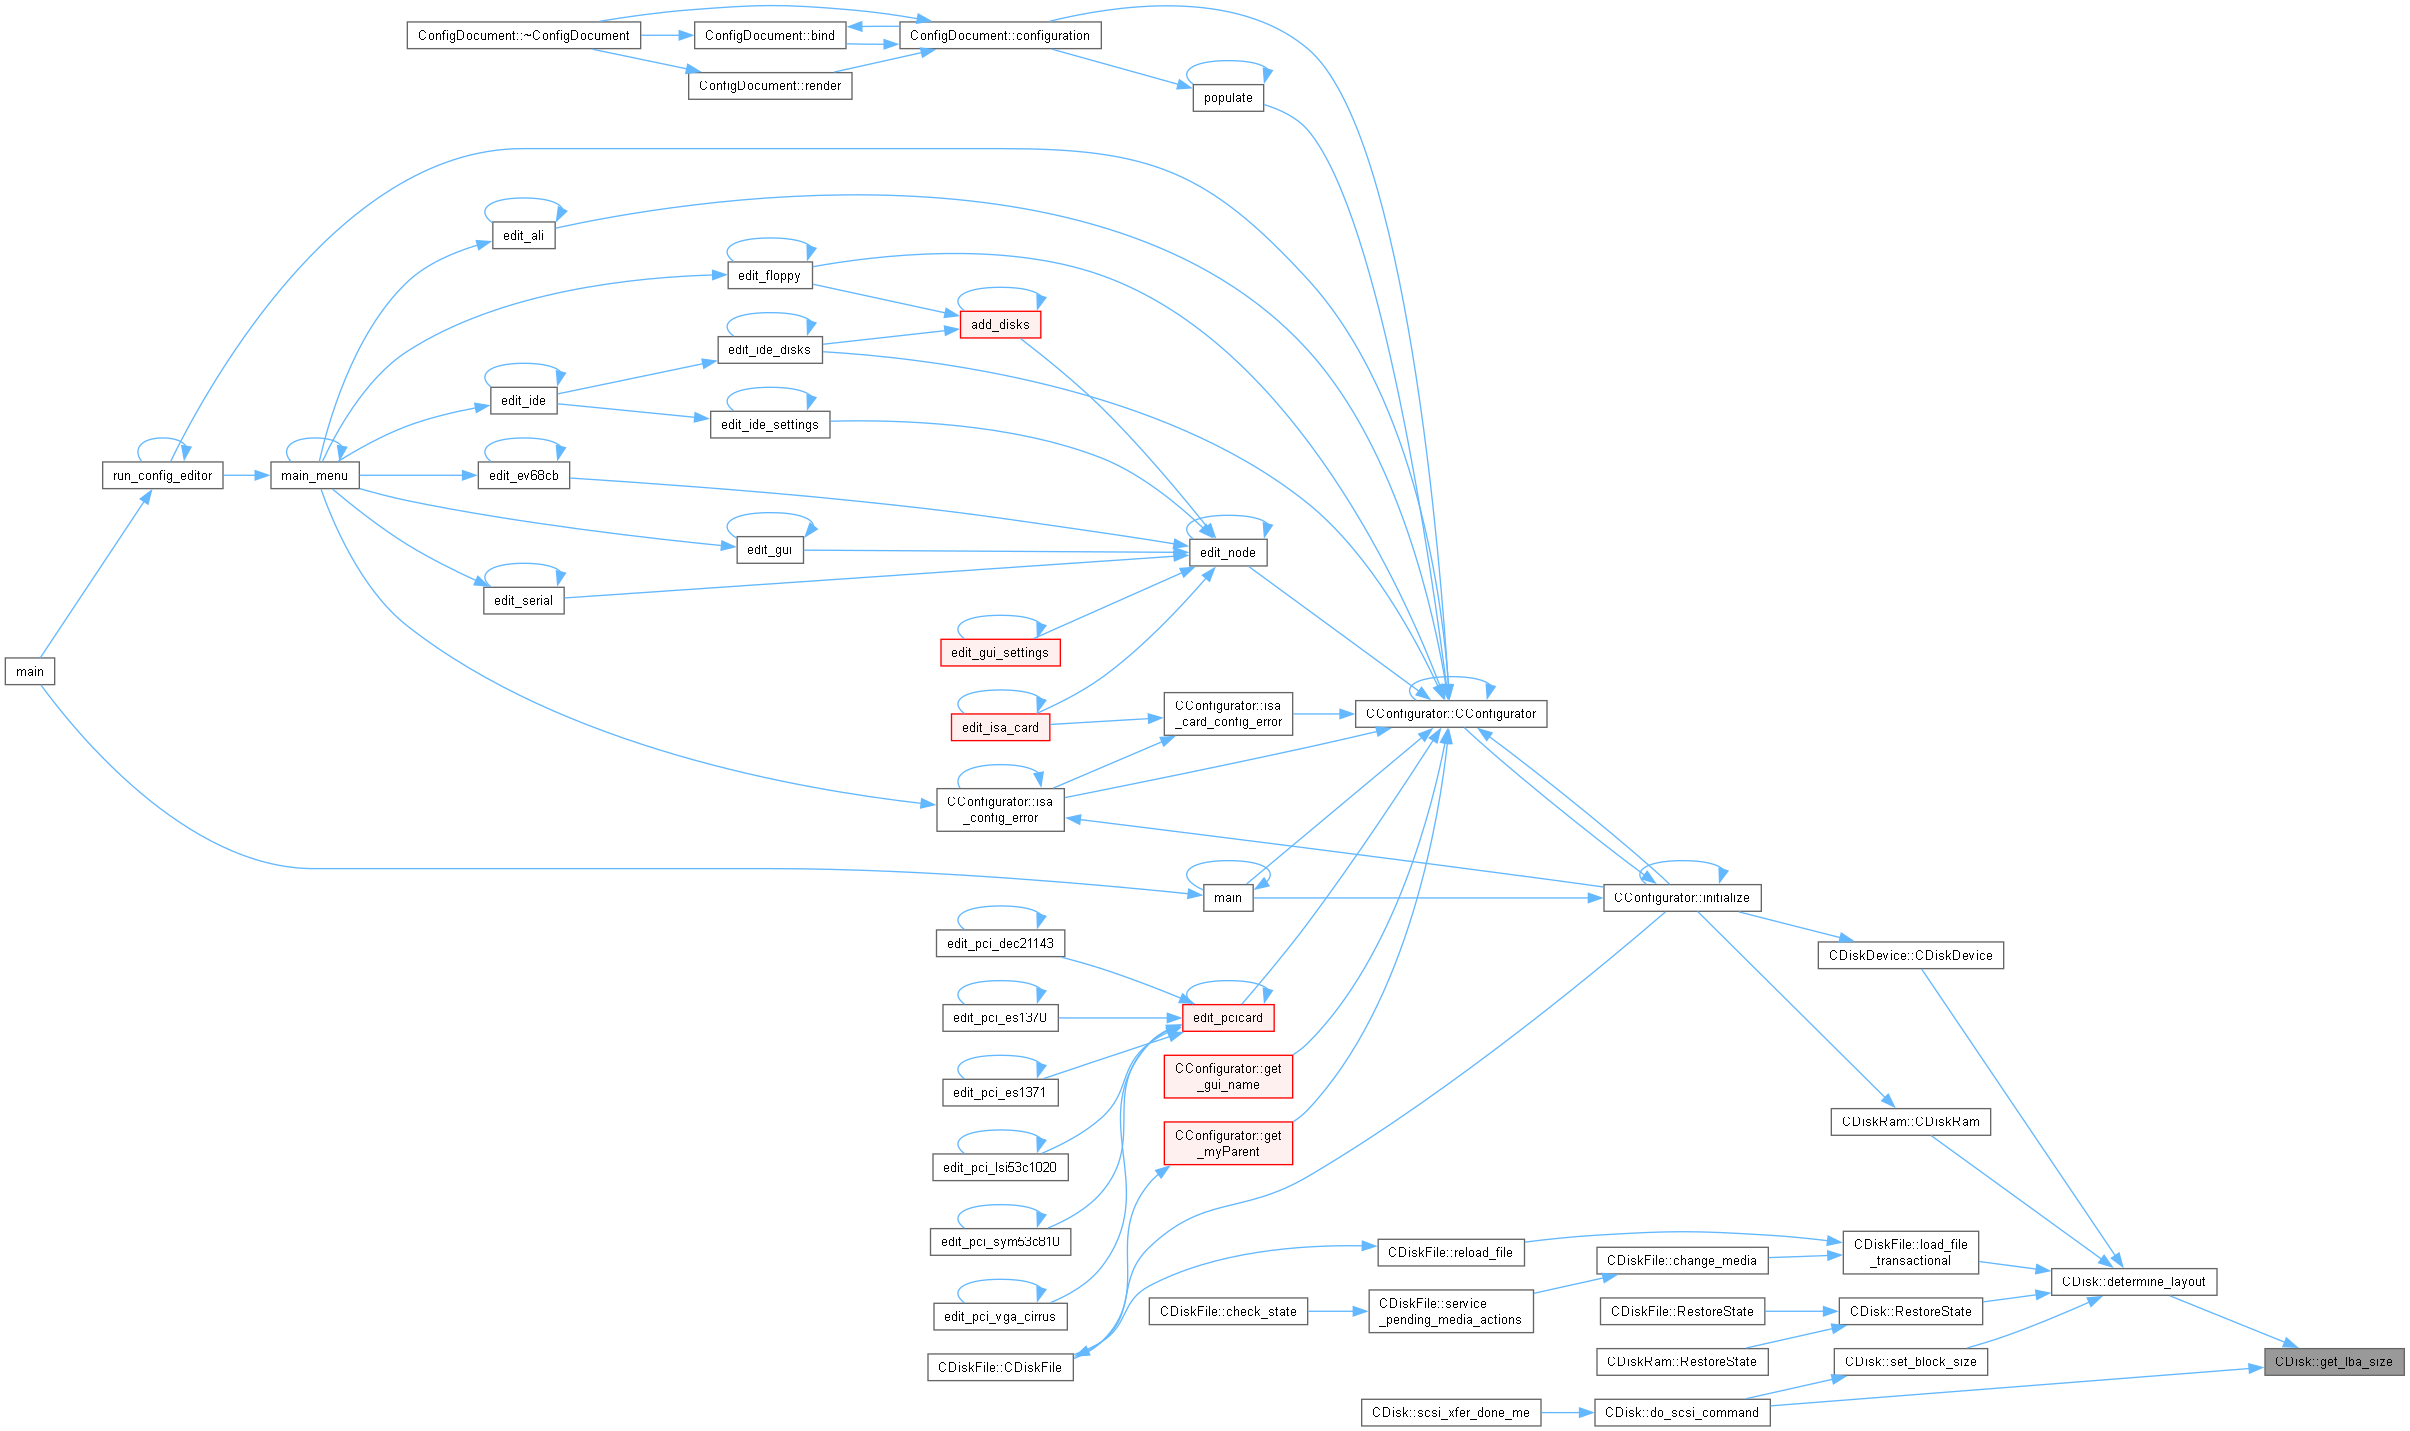 ConfigDocument::~ConfigDocument
ConfigDocument::bind
ConfigDocument::configuration
ConfigDocument::render
populate
edit_ali
edit_floppy
add_disks
edit_ide_disks
edit_ide
edit_ide_settings
run_config_editor
main_menu
edit_ev68cb
edit_gui
edit_node
edit_serial
edit_gui_settings
main
CConfigurator::isa
_card_config_error
edit_isa_card
CConfigurator::CConfigurator
CConfigurator::isa
_config_error
main
CConfigurator::initialize
edit_pci_dec21143
CDiskDevice::CDiskDevice
edit_pci_es1370
edit_pcicard
CConfigurator::get
_gui_name
edit_pci_es1371
CDiskRam::CDiskRam
CConfigurator::get
_myParent
edit_pci_lsi53c1020
edit_pci_sym53c810
CDiskFile::reload_file
CDiskFile::change_media
CDiskFile::load_file
_transactional
CDisk::determine_layout
edit_pci_vga_cirrus
CDiskFile::check_state
CDiskFile::service
_pending_media_actions
CDiskFile::RestoreState
CDisk::RestoreState
CDiskFile::CDiskFile
CDiskRam::RestoreState
CDisk::set_block_size
CDisk::get_lba_size
CDisk::scsi_xfer_done_me
CDisk::do_scsi_command